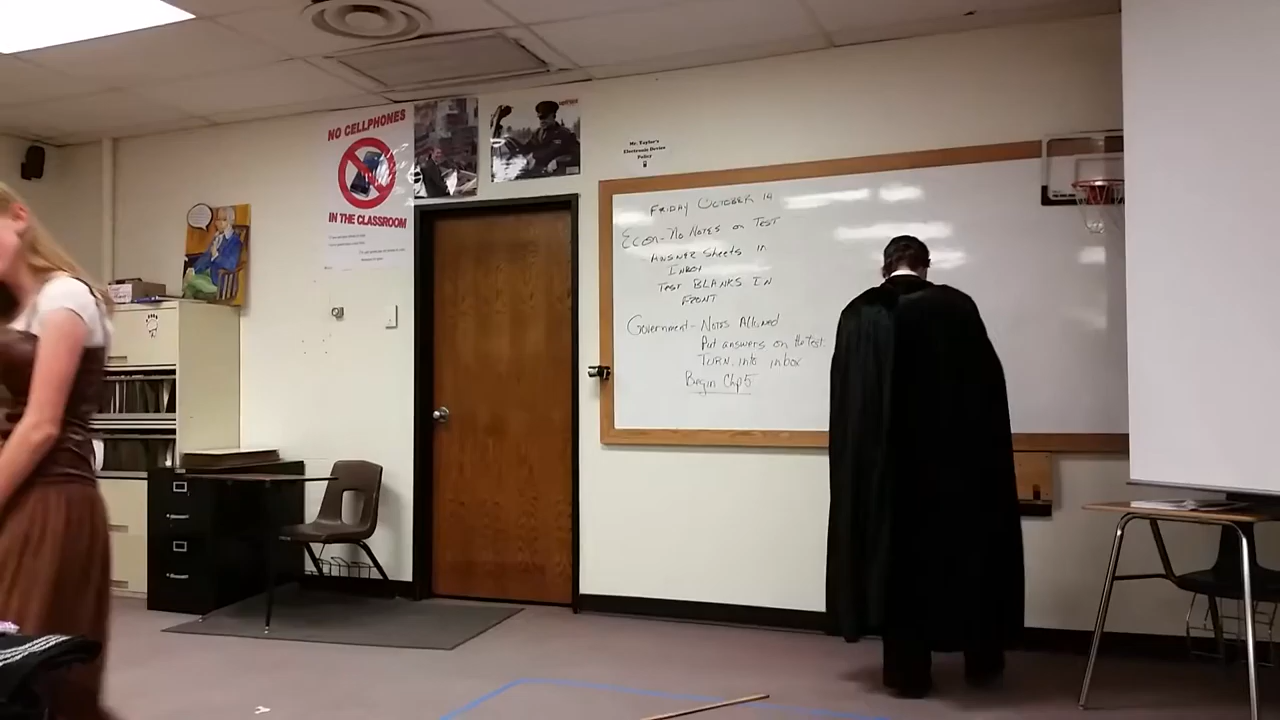 NO CELLPHONES
IN THE CLASSROOM
Mr. Taylor's
Electronic Device
Policy
FRIDAY OCTOBER 14
Econ- No Notes on TEST
Answer Sheets in
Inbox
TEST BLANKS IN
FRONT
Government- Notes Allowed
Put answers on the test
TURN into inbox
Begin Chp 5